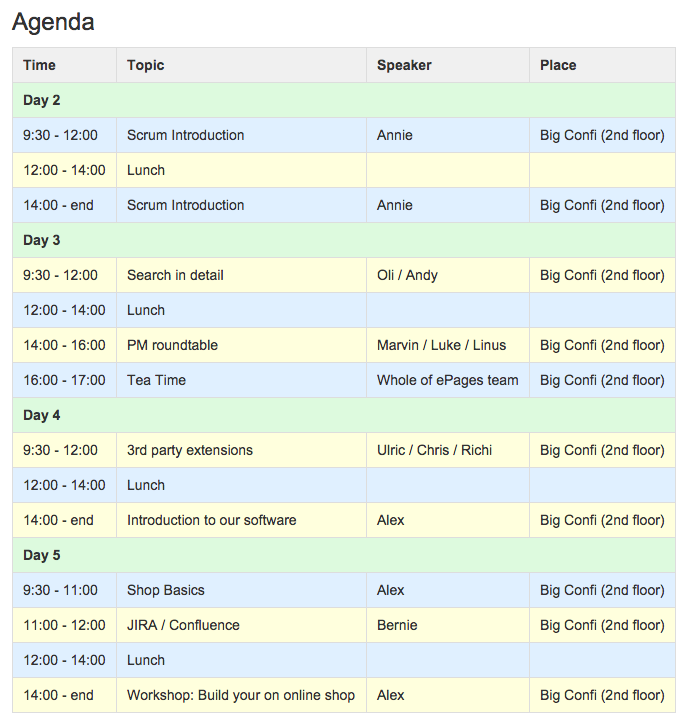 Agenda
Time Topic Speaker Place
Day 2
9:30 - 12:00 Scrum Introduction Annie Big Confi (2nd floor)
12:00 - 14:00 Lunch
14:00 - end Scrum Introduction Annie Big Confi (2nd floor)
Day 3
9:30 - 12:00 Search in detail Oli / Andy Big Confi (2nd floor)
12:00 - 14:00 Lunch
14:00 - 16:00 PM roundtable Marvin / Luke / Linus Big Confi (2nd floor)
16:00 - 17:00 Tea Time Whole of ePages team Big Confi (2nd floor)
Day 4
9:30 - 12:00 3rd party extensions Ulric / Chris / Richi Big Confi (2nd floor)
12:00 - 14:00 Lunch
14:00 - end Introduction to our software Alex Big Confi (2nd floor)
Day 5
9:30 - 11:00 Shop Basics Alex Big Confi (2nd floor)
11:00 - 12:00 JIRA / Confluence Bernie Big Confi (2nd floor)
12:00 - 14:00 Lunch
14:00 - end Workshop: Build your on online shop Alex Big Confi (2nd floor)